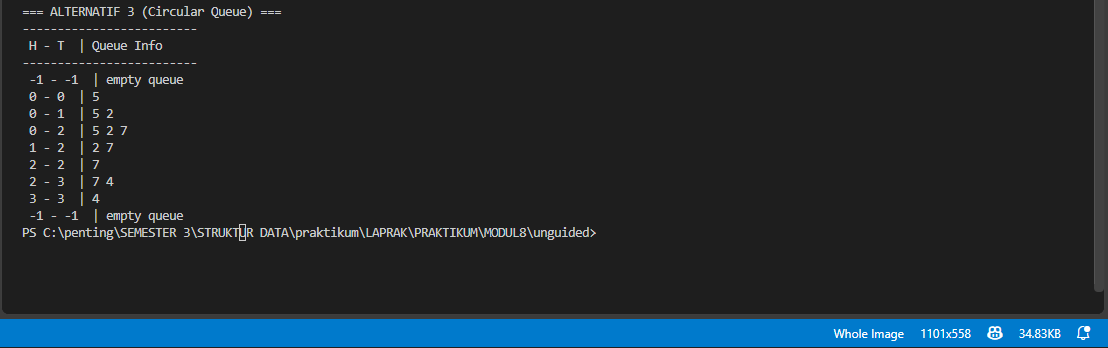 === ALTERNATIF 3 (Circular Queue) ===
-------------------------
H - T | Queue Info
-------------------------
-1 - -1 | empty queue
0 - 0 | 5
0 - 1 | 5 2
0 - 2 | 5 2 7
1 - 2 | 2 7
2 - 2 | 7
2 - 3 | 7 4
3 - 3 | 4
-1 - -1 | empty queue
PS C:\penting\SEMESTER 3\STRUKTUR DATA\praktikum\LAPRAK\PRAKTIKUM\MODUL8\unguided>
Whole Image 1101x558 34.83KB